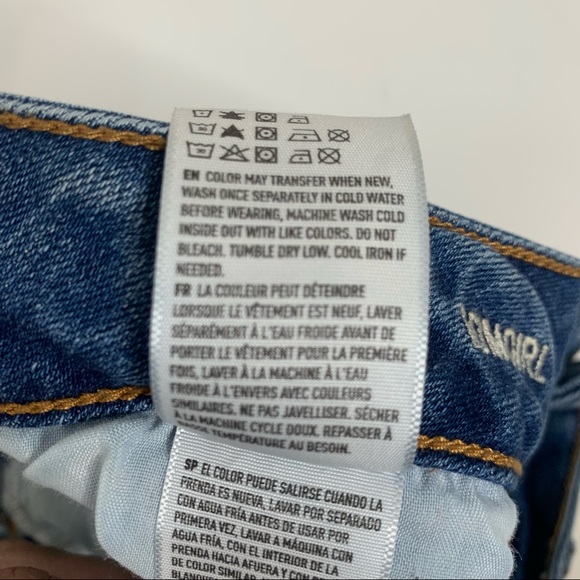 EN COLOR MAY TRANSFER WHEN NEW,
WASH ONCE SEPARATELY IN COLD WATER
BEFORE WEARING, MACHINE WASH COLD
INSIDE OUT WITH LIKE COLORS. DO NOT
BLEACH. TUMBLE DRY LOW. COOL IRON IF
NEEDED.
FR LA COULEUR PEUT DÉTEINDRE
LORSQUE LE VÊTEMENT EST NEUF, LAVER
SÉPARÉMENT À L'EAU FROIDE AVANT DE
PORTER LE VÊTEMENT POUR LA PREMIÈRE
FOIS, LAVER À LA MACHINE À L'EAU
FROIDE À L'ENVERS AVEC COULEURS
SIMILAIRES. NE PAS JAVELLISER. SÉCHER
À LA MACHINE CYCLE DOUX. REPASSER À
TEMPÉRATURE AU BESOIN.
SP EL COLOR PUEDE SALIRSE CUANDO LA
PRENDA ES NUEVA, LAVAR POR SEPARADO
CON AGUA FRÍA ANTES DE USAR POR
PRIMERA VEZ, LAVAR A MÁQUINA CON
AGUA FRÍA, CON EL INTERIOR DE LA
PRENDA HACIA AFUERA Y CON PRENDAS
DE COLOR SIMILAR.